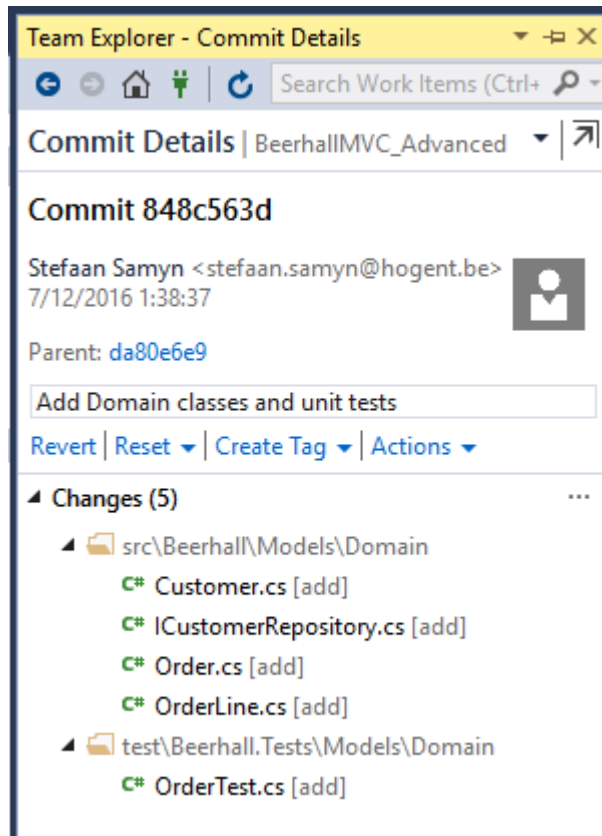 Team Explorer - Commit Details
Search Work Items (Ctrl+
Commit Details | BeerhallMVC_Advanced
Commit 848c563d
Stefaan Samyn <stefaan.samyn@hogent.be>
7/12/2016 1:38:37
Parent: da80e6e9
Add Domain classes and unit tests
Revert | Reset | Create Tag | Actions
Changes (5)
...
src\Beerhall\Models\Domain
C# Customer.cs [add]
C# ICustomerRepository.cs [add]
C# Order.cs [add]
C# OrderLine.cs [add]
test\Beerhall.Tests\Models\Domain
C# OrderTest.cs [add]